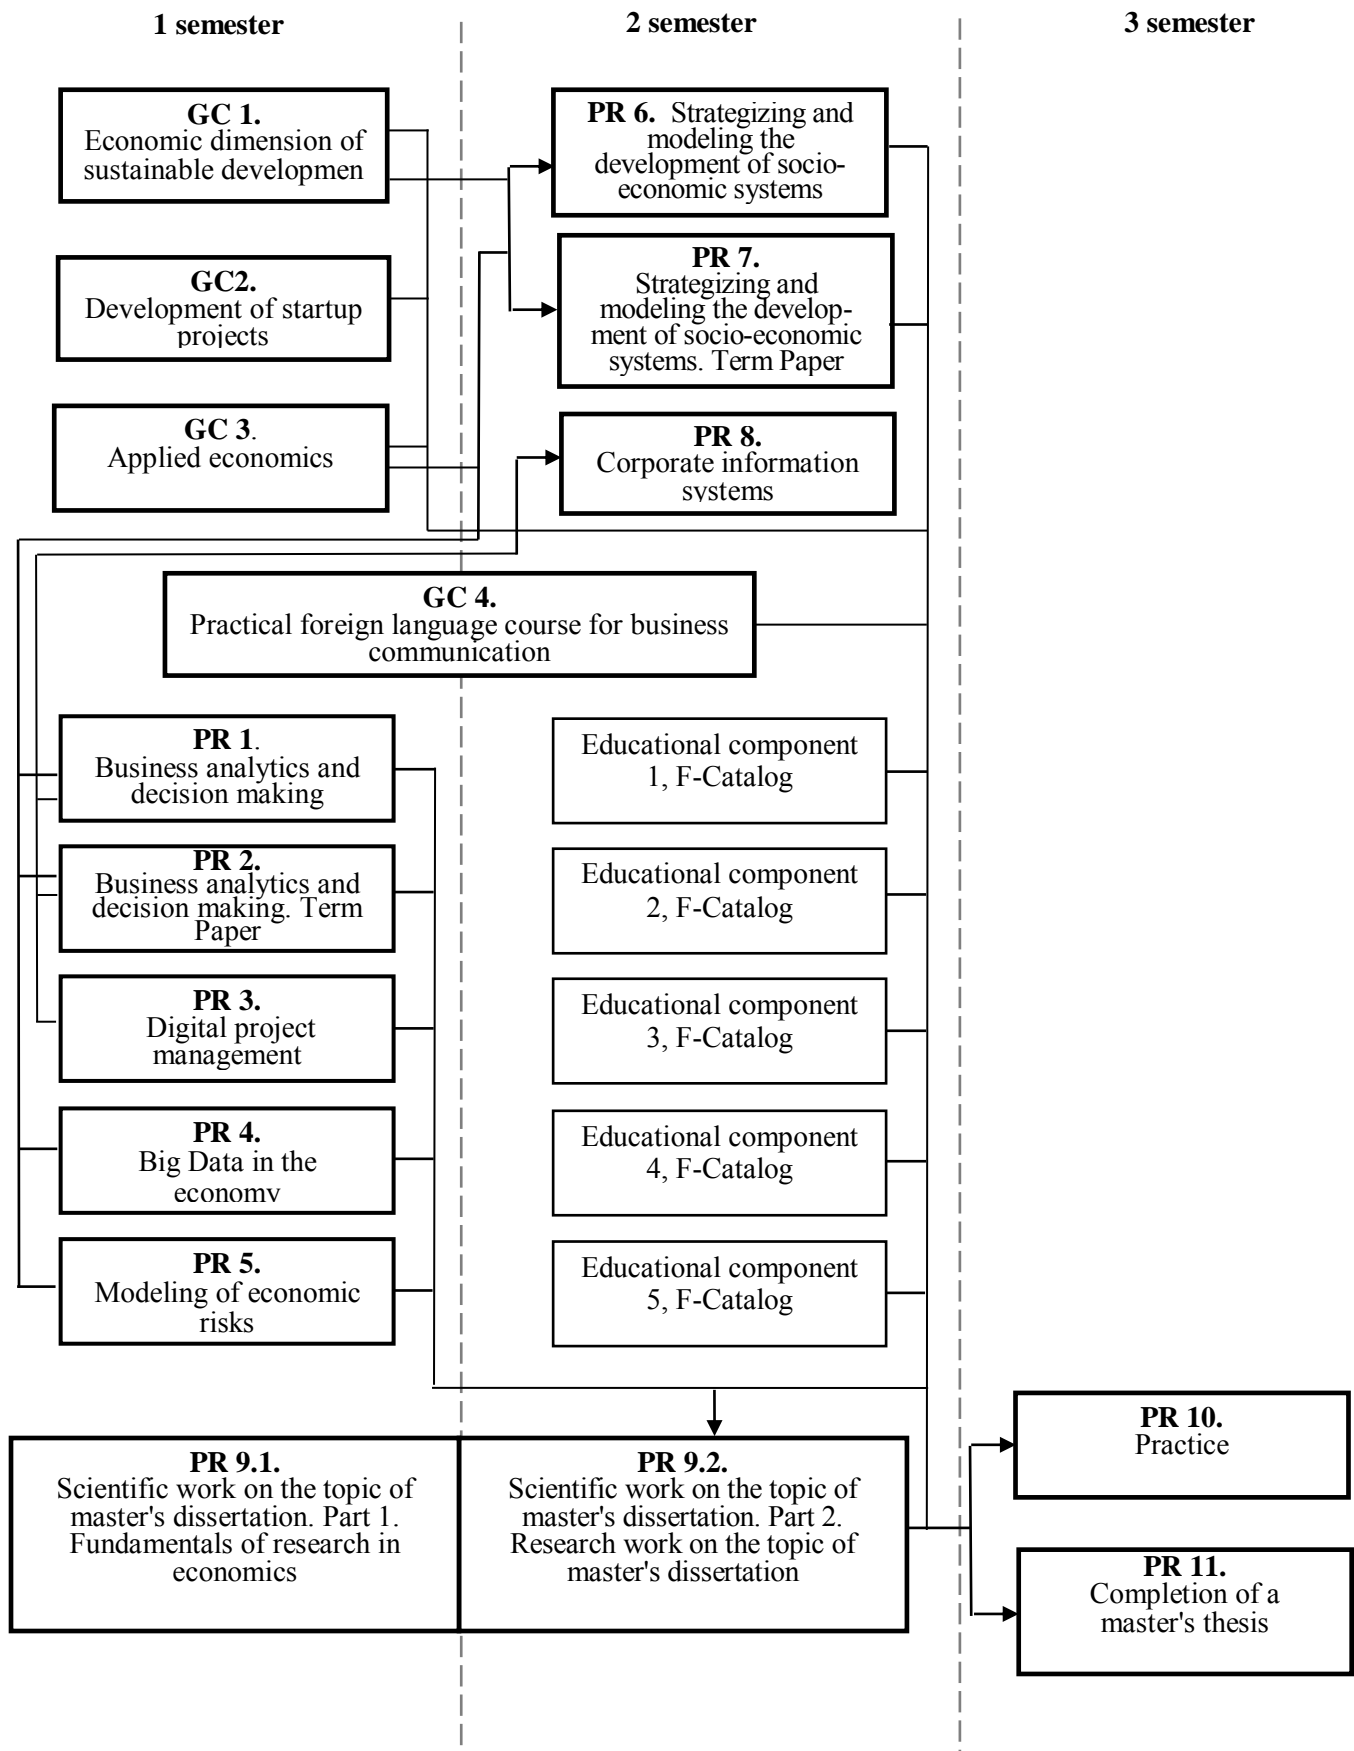 1 semester
2 semester
3 semester
GC 1.
Economic dimension of
sustainable developmen
GC2.
Development of startup
projects
GC 3.
Applied economics
PR 6. Strategizing and
modeling the
development of socio-
economic systems
PR 7.
Strategizing and
modeling the develop-
ment of socio-economic
systems. Term Paper
PR 8.
Corporate information
systems
GC 4.
Practical foreign language course for business
communication
PR 1.
Business analytics and
decision making
PR 2.
Business analytics and
decision making. Term
Paper
PR 3.
Digital project
management
PR 4.
Big Data in the
economy
PR 5.
Modeling of economic
risks
Educational component
1, F-Catalog
Educational component
2, F-Catalog
Educational component
3, F-Catalog
Educational component
4, F-Catalog
Educational component
5, F-Catalog
PR 9.1.
Scientific work on the topic of
master's dissertation. Part 1.
Fundamentals of research in
economics
PR 9.2.
Scientific work on the topic of
master's dissertation. Part 2.
Research work on the topic of
master's dissertation
PR 10.
Practice
PR 11.
Completion of a
master's thesis